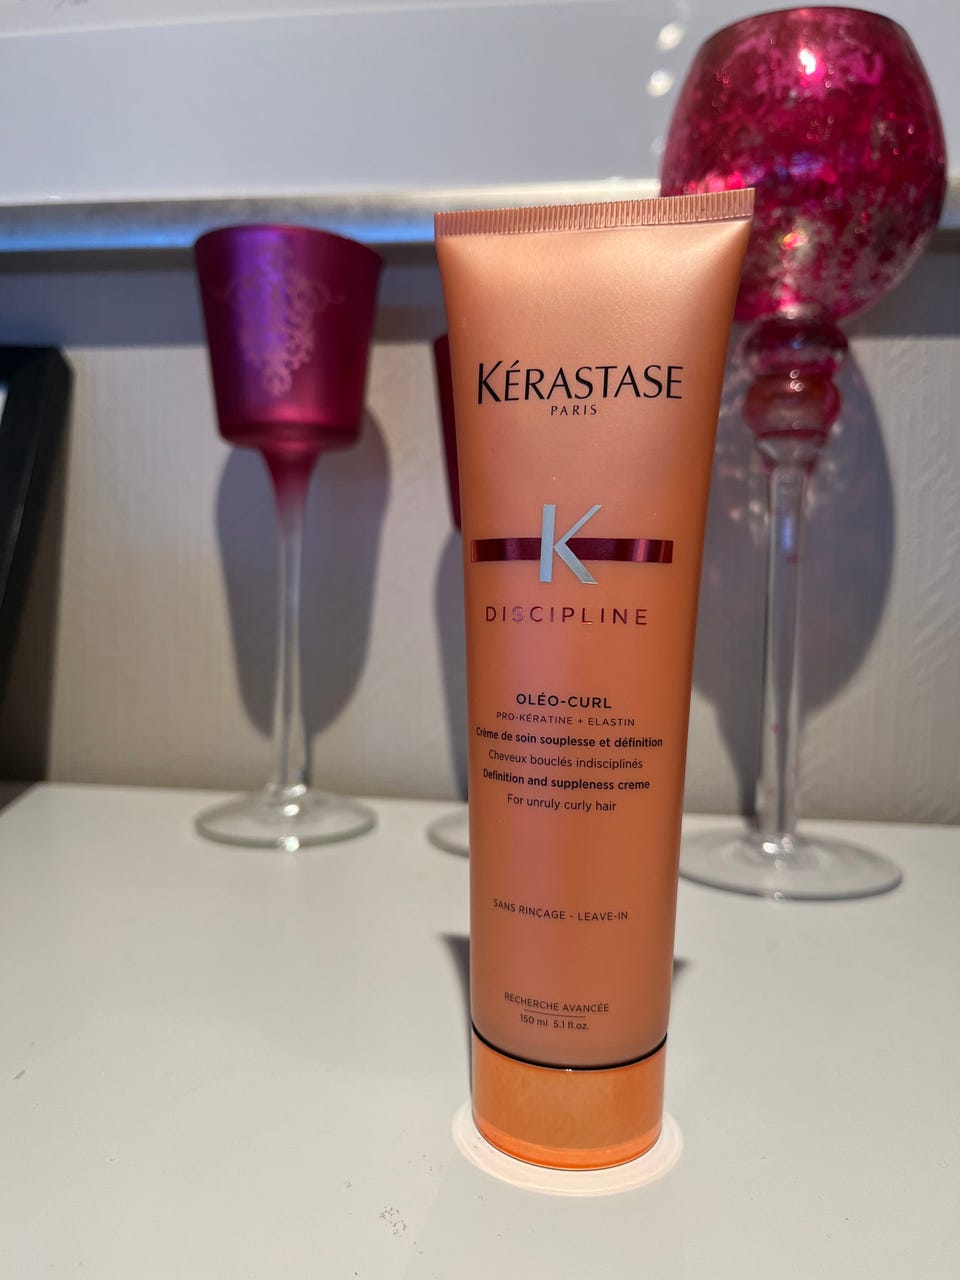 KÉRASTASE
PARIS
K
DISCIPLINE
OLÉO-CURL
PRO-KÉRATINE + ELASTIN
Crème de soin souplesse et définition
Cheveux bouclés indisciplinés
Definition and suppleness creme
For unruly curly hair
SANS RINÇAGE - LEAVE-IN
RECHERCHE AVANCÉE
150 ml 5.1 fl.oz.